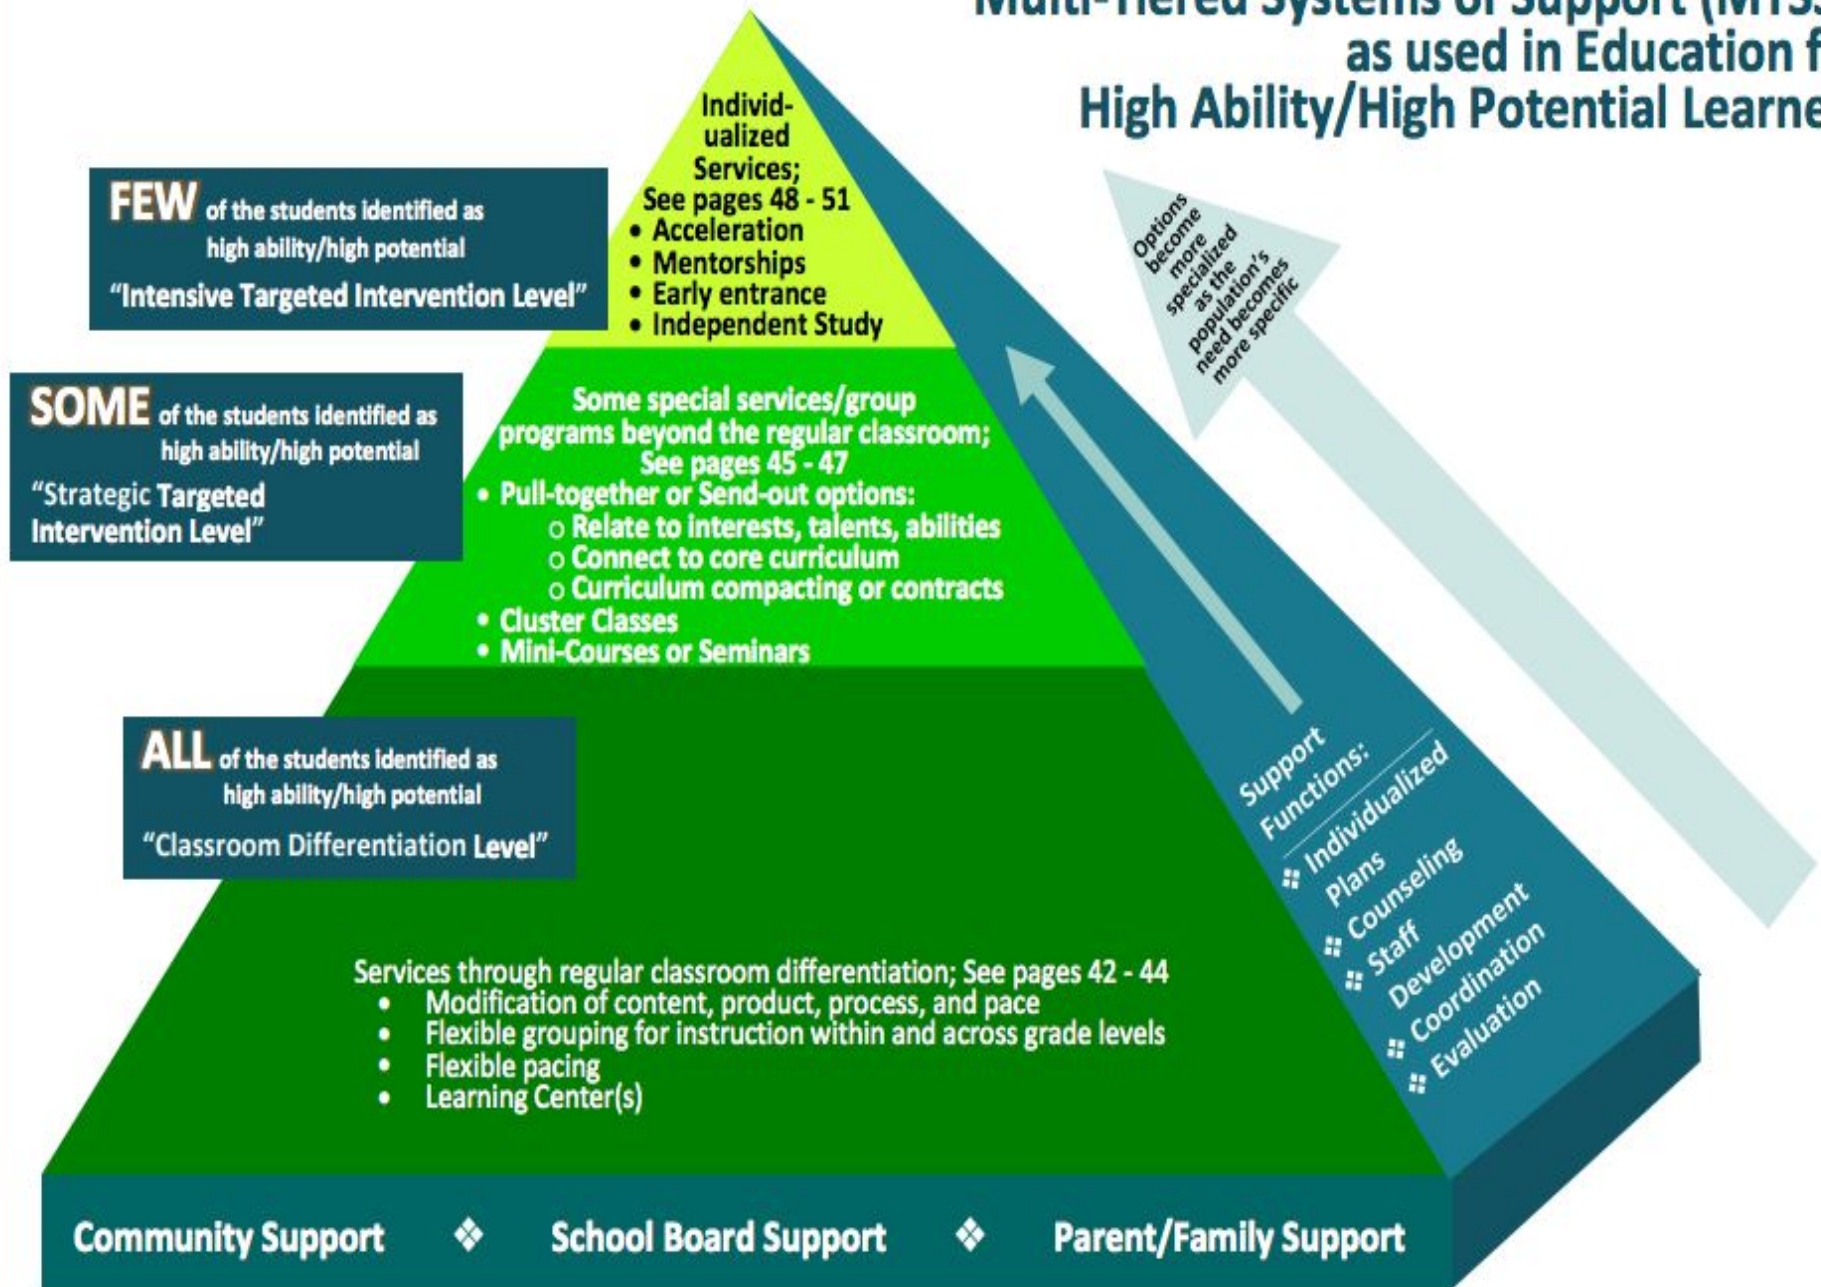 Multi-Tiered Systems of Support (MTSS
as used in Education f
High Ability/High Potential Learne
Individ-
ualized
Services;
See pages 48 - 51
• Acceleration
• Mentorships
• Early entrance
• Independent Study
FEW of the students identified as
high ability/high potential
"Intensive Targeted Intervention Level"
Options
become
more
specialized
as the
population's
need becomes
more specific
SOME of the students identified as
high ability/high potential
"Strategic Targeted
Intervention Level"
Some special services/group
programs beyond the regular classroom;
See pages 45 - 47
• Pull-together or Send-out options:
o Relate to interests, talents, abilities
o Connect to core curriculum
o Curriculum compacting or contracts
• Cluster Classes
• Mini-Courses or Seminars
ALL of the students identified as
high ability/high potential
"Classroom Differentiation Level"
Support
Functions:
❖ Individualized
Plans
❖ Counseling
❖ Staff
Development
❖ Coordination
❖ Evaluation
Services through regular classroom differentiation; See pages 42 - 44
• Modification of content, product, process, and pace
• Flexible grouping for instruction within and across grade levels
• Flexible pacing
• Learning Center(s)
Community Support ❖ School Board Support ❖ Parent/Family Support